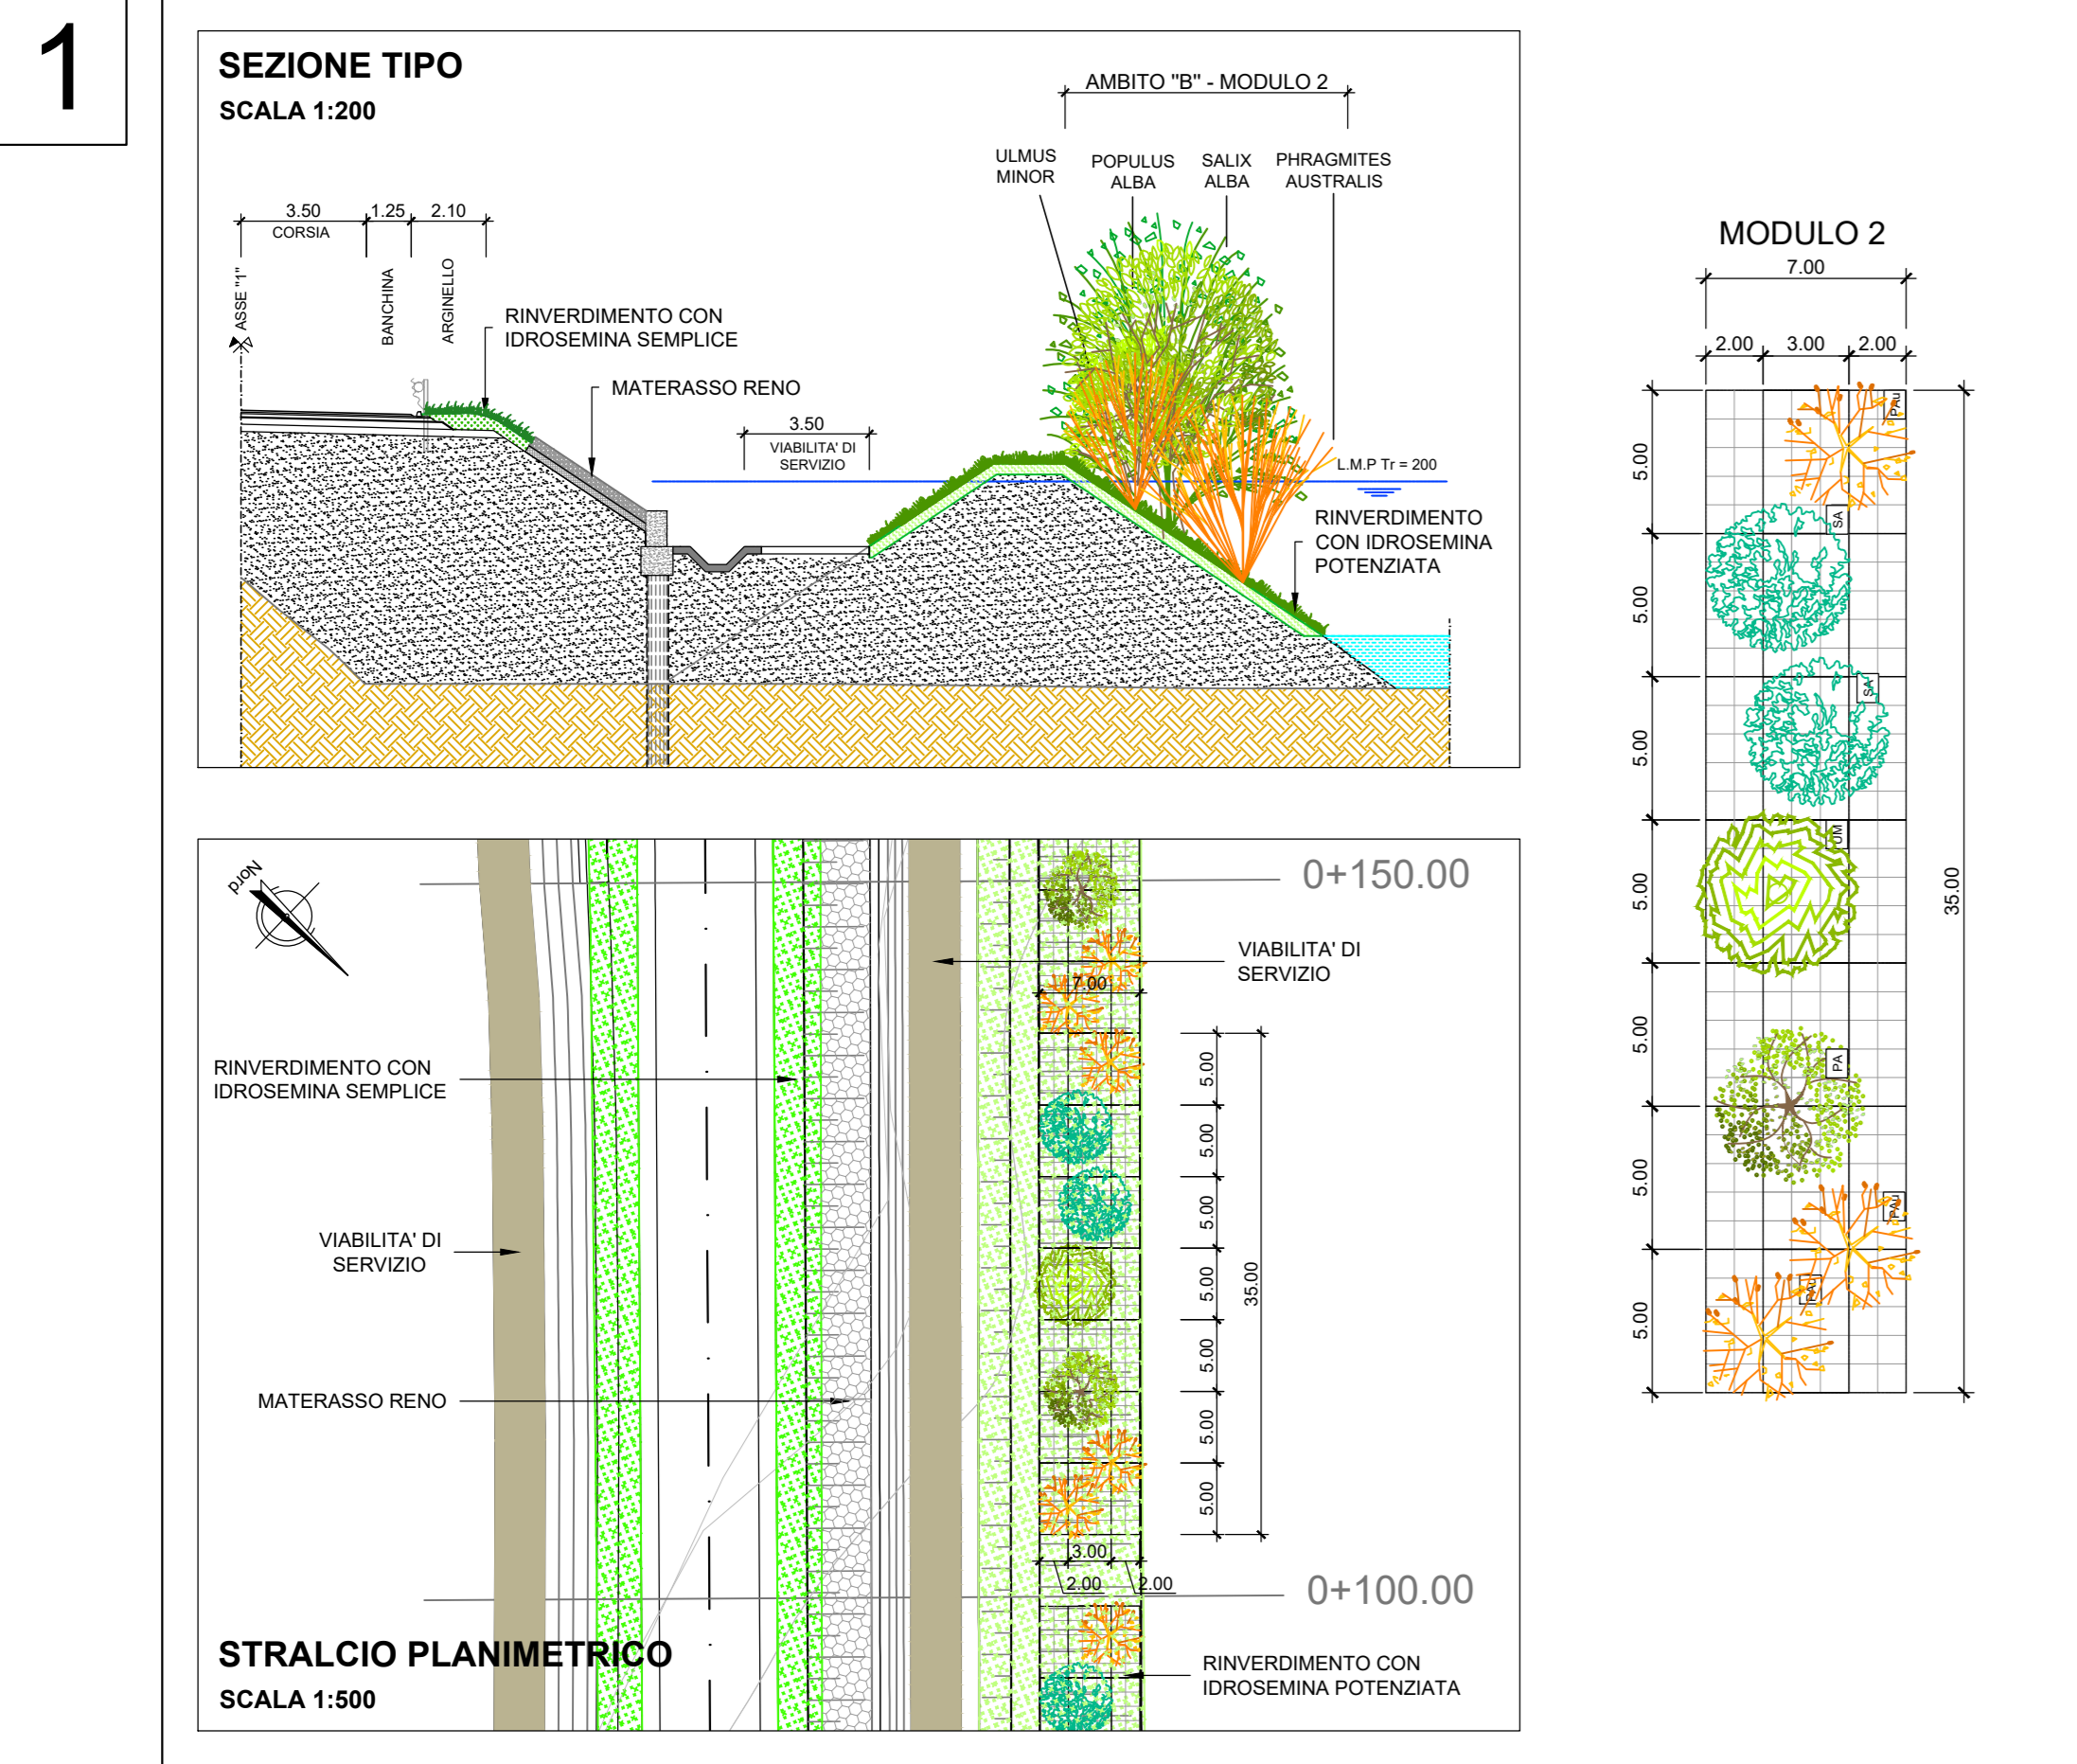 1
SEZIONE TIPO
SCALA 1:200
AMBITO "B" - MODULO 2
ULMUS
MINOR
POPULUS
ALBA
SALIX
ALBA
PHRAGMITES
AUSTRALIS
3.50
CORSIA
1.25
2.10
ASSE "1"
BANCHINA
ARGINELLO
RINVERDIMENTO CON
IDROSEMINA SEMPLICE
MATERASSO RENO
3.50
VIABILITA' DI
SERVIZIO
L.M.P Tr = 200
RINVERDIMENTO
CON IDROSEMINA
POTENZIATA
MODULO 2
7.00
2.00
3.00
2.00
PAu
5.00
SA
5.00
SA
5.00
UM
5.00
35.00
5.00
PA
5.00
PAu
PAu
5.00
Nord
0+150.00
VIABILITA' DI
SERVIZIO
7.00
RINVERDIMENTO CON
IDROSEMINA SEMPLICE
5.00
5.00
5.00
VIABILITA' DI
SERVIZIO
5.00
35.00
5.00
MATERASSO RENO
5.00
5.00
3.00
2.00
2.00
0+100.00
STRALCIO PLANIMETRICO
SCALA 1:500
RINVERDIMENTO CON
IDROSEMINA POTENZIATA